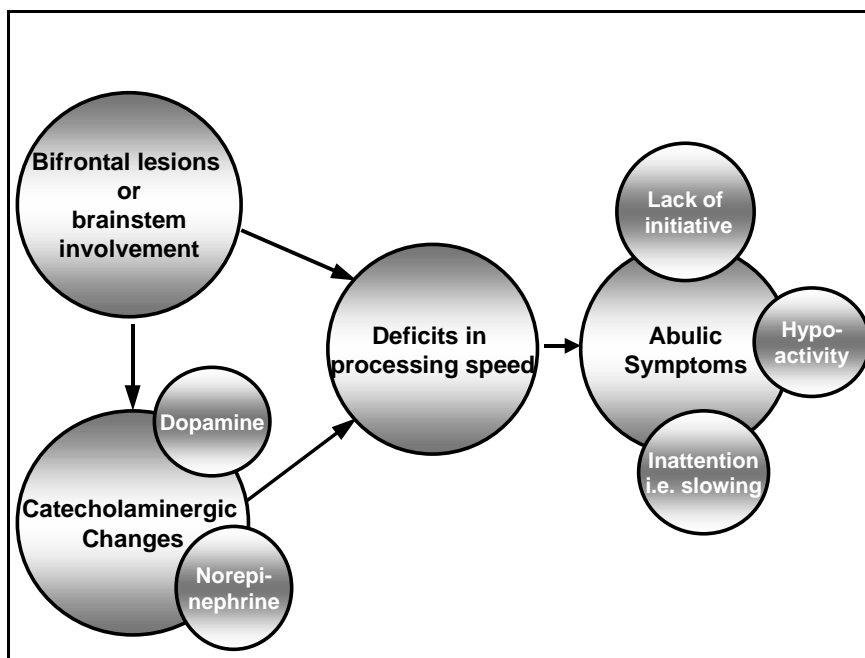 Bifrontal lesions
or
brainstem
involvement
Dopamine
Catecholaminergic
Changes
Norepi-
nephrine
Deficits in
processing speed
Lack of
initiative
Abulic
Symptoms
Hypo-
activity
Inattention
i.e. slowing